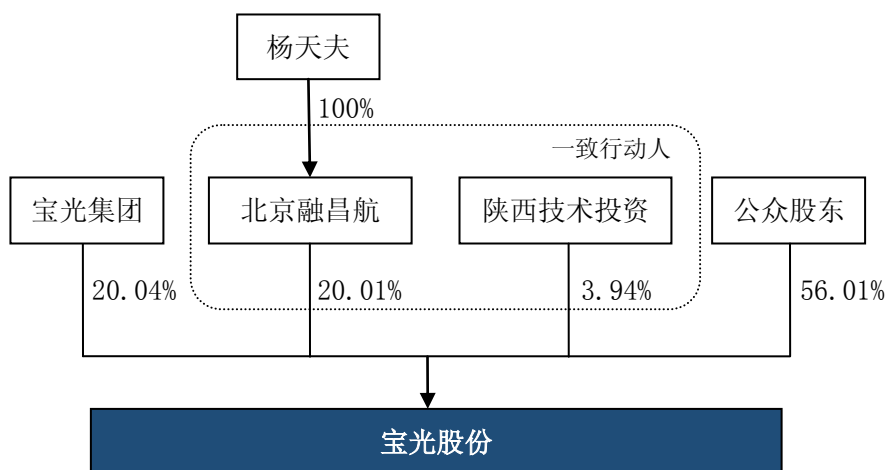 杨天夫
100%
一致行动人
宝光集团
北京融昌航
陕西技术投资
公众股东
20.04%
20.01%
3.94%
56.01%
宝光股份